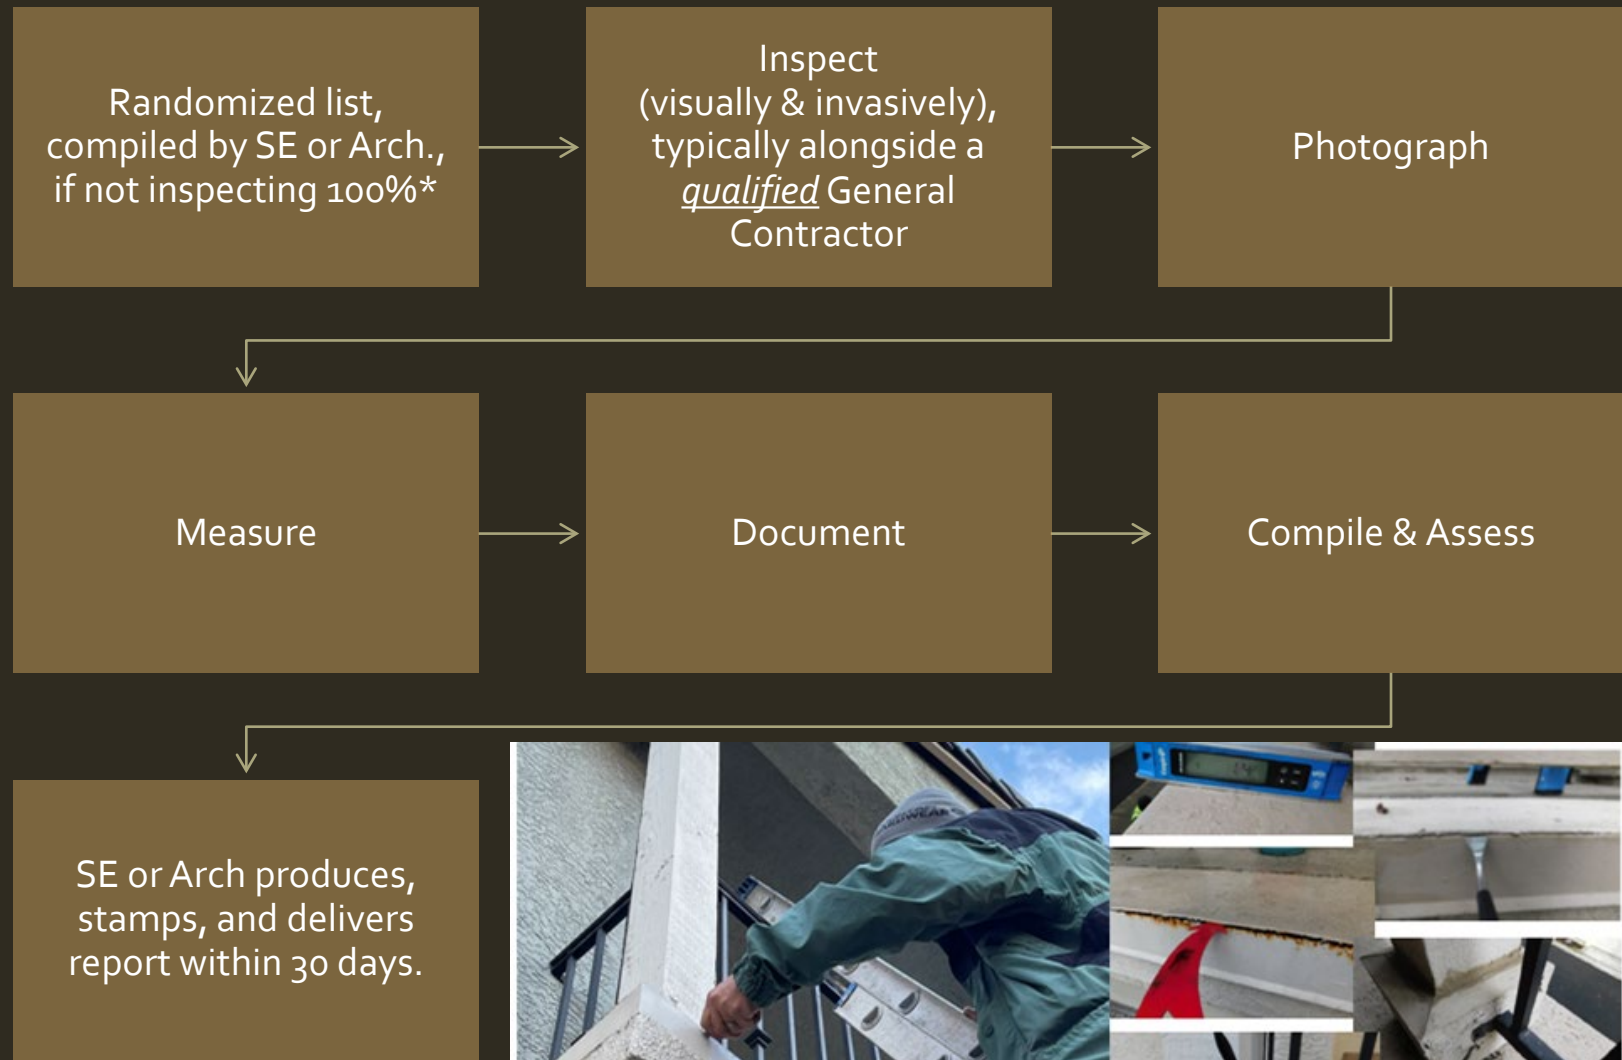 Randomized list,
compiled by SE or Arch.,
if not inspecting 100%*
Inspect
(visually & invasively),
typically alongside a
qualified General
Contractor
Photograph
Measure
Document
Compile & Assess
SE or Arch produces,
stamps, and delivers
report within 30 days.